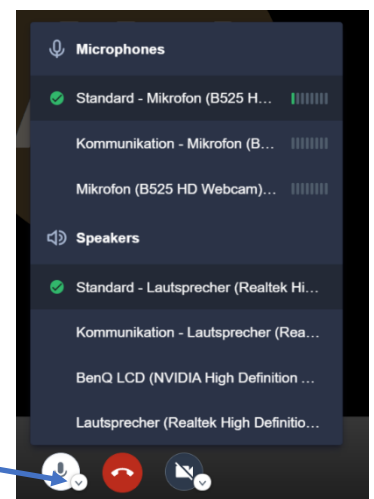 Microphones
Standard - Mikrofon (B525 H...
Kommunikation - Mikrofon (B...
Mikrofon (B525 HD Webcam)...
Speakers
Standard - Lautsprecher (Realtek Hi...
Kommunikation - Lautsprecher (Rea...
BenQ LCD (NVIDIA High Definition ...
Lautsprecher (Realtek High Definitio...